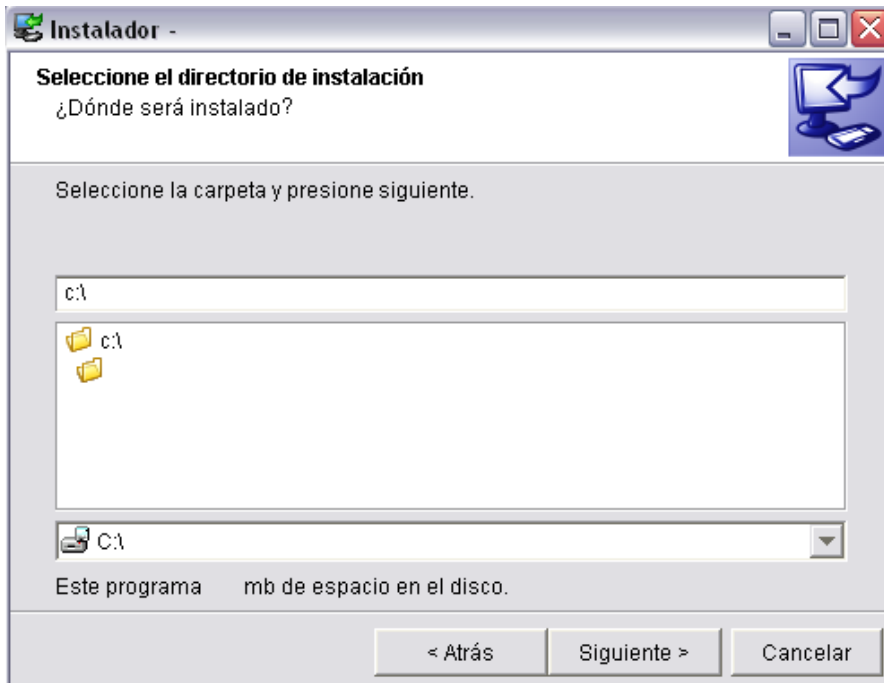 Instalador -
Seleccione el directorio de instalación
¿Dónde será instalado?
Seleccione la carpeta y presione siguiente.
c:\
c:\
C:\
Este programa mb de espacio en el disco.
< Atrás Siguiente > Cancelar